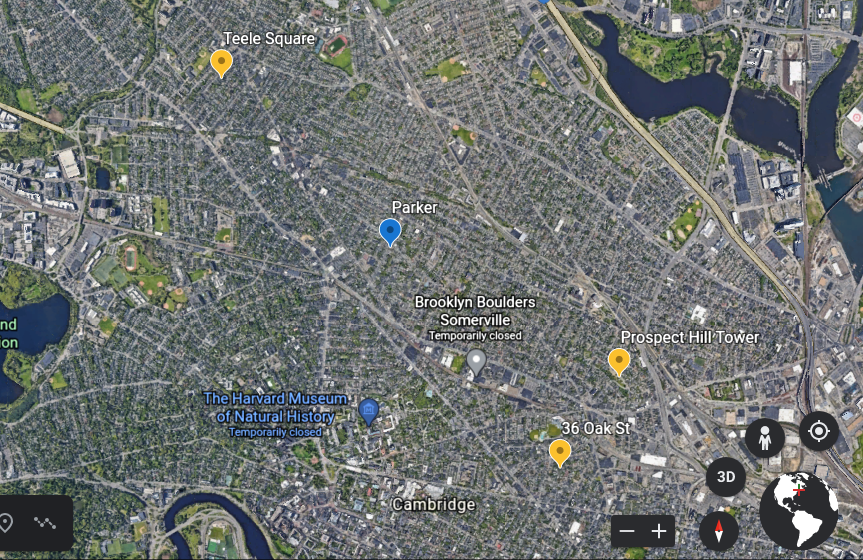 Teele Square
Parker
Brooklyn Boulders
Somerville
Temporarily closed
Prospect Hill Tower
nd
ion
The Harvard Museum
of Natural History
Temporarily closed
36 Oak St
3D
Cambridge